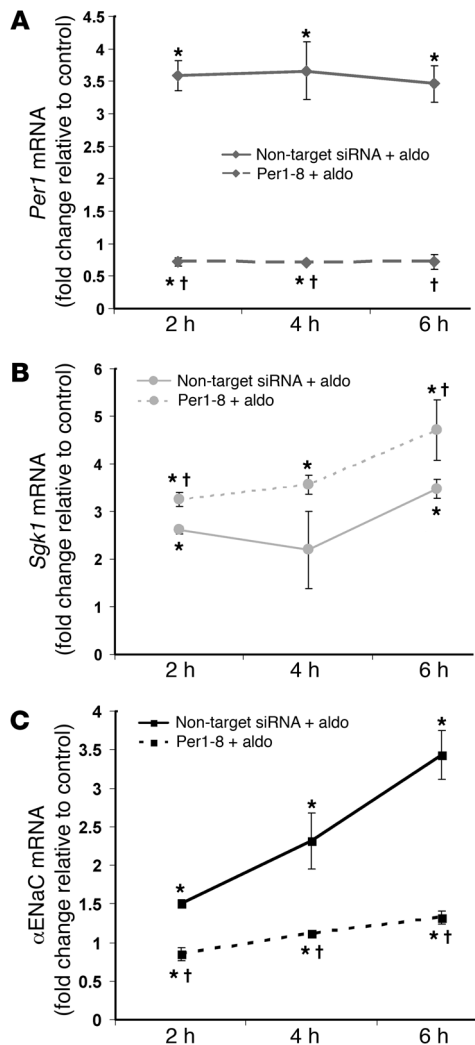 A
Per1 mRNA
(fold change relative to control)
4.5
4
3.5
3
2.5
2
1.5
1
0.5
0
*
*
*
Non-target siRNA + aldo
Per1-8 + aldo
* †
* †
†
2 h
4 h
6 h
B
Sgk1 mRNA
(fold change relative to control)
6
5
4
3
2
1
0
Non-target siRNA + aldo
Per1-8 + aldo
* †
*
* †
*
*
2 h
4 h
6 h
C
αENaC mRNA
(fold change relative to control)
4
3.5
3
2.5
2
1.5
1
0.5
0
Non-target siRNA + aldo
Per1-8 + aldo
*
*
*
* †
* †
* †
2 h
4 h
6 h